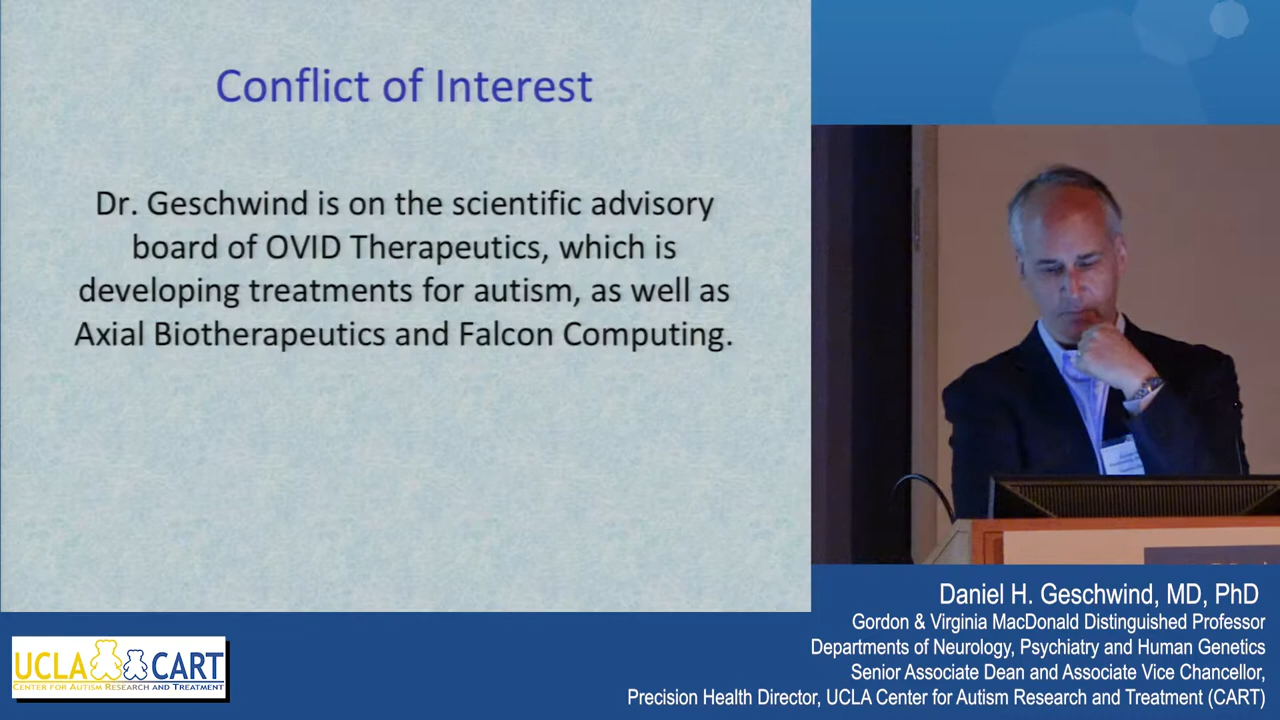 Conflict of Interest
Dr. Geschwind is on the scientific advisory
board of OVID Therapeutics, which is
developing treatments for autism, as well as
Axial Biotherapeutics and Falcon Computing.
Daniel H. Geschwind, MD, PhD
Gordon & Virginia MacDonald Distinguished Professor
Departments of Neurology, Psychiatry and Human Genetics
Senior Associate Dean and Associate Vice Chancellor,
Precision Health Director, UCLA Center for Autism Research and Treatment (CART)
UCLA CART
CENTER FOR AUTISM RESEARCH AND TREATMENT